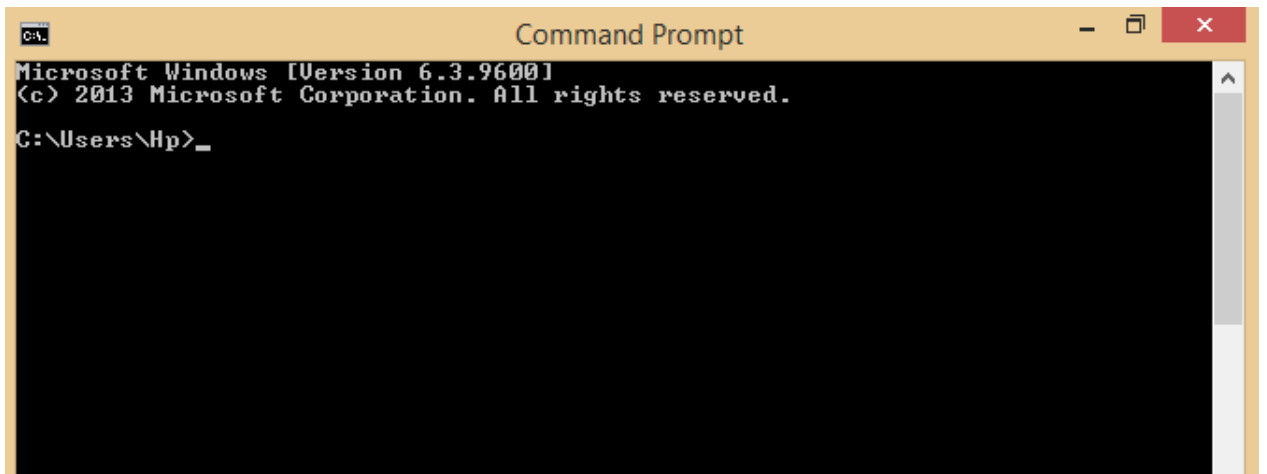 C:\.
Command Prompt
Microsoft Windows [Version 6.3.9600]
(c) 2013 Microsoft Corporation. All rights reserved.
C:\Users\Hp>_